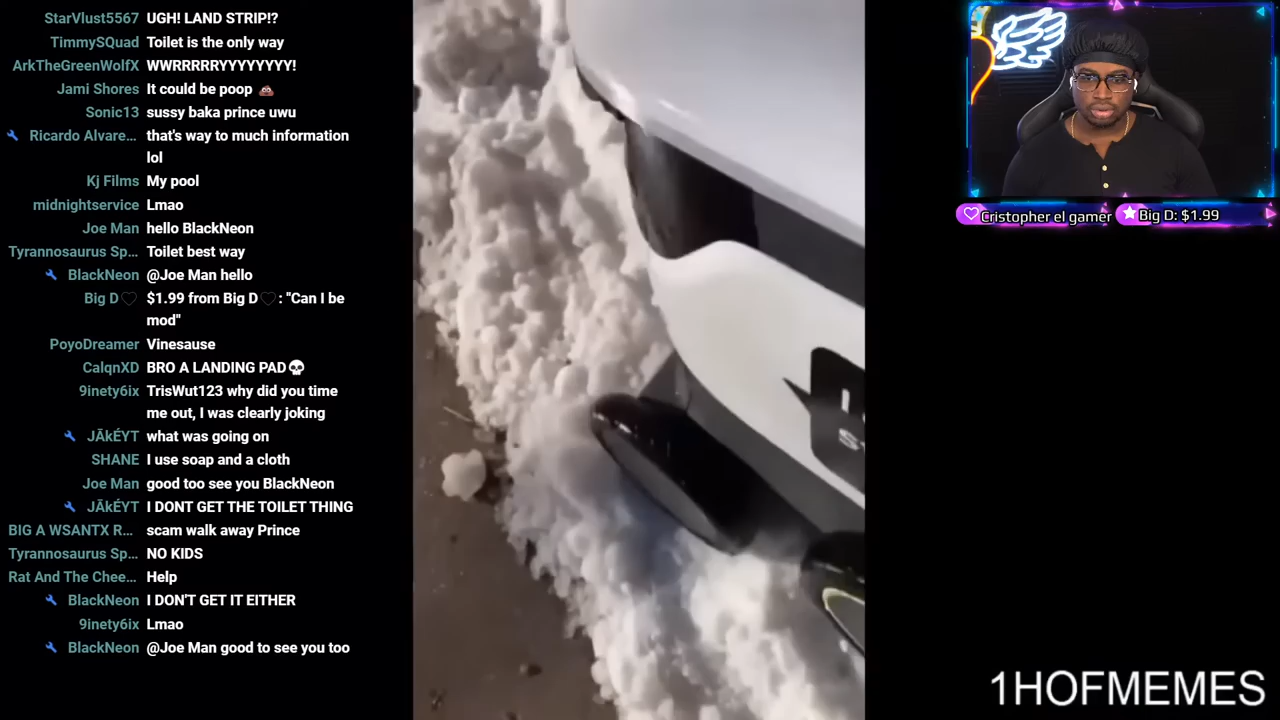 StarVlust5567 UGH! LAND STRIP!?
TimmySQuad Toilet is the only way
ArkTheGreenWolfX WWRRRRRYYYYYYYY!
Jami Shores It could be poop 💩
Sonic13 sussy baka prince uwu
Ricardo Alvare... that's way to much information
lol
Kj Films My pool
midnightservice Lmao
Joe Man hello BlackNeon
Tyrannosaurus Sp... Toilet best way
BlackNeon @Joe Man hello
Big D🖤 $1.99 from Big D🖤: "Can I be
mod"
PoyoDreamer Vinesause
CalqnXD BRO A LANDING PAD💀
9inety6ix TrisWut123 why did you time
me out, I was clearly joking
JĀkÉYT what was going on
SHANE I use soap and a cloth
Joe Man good too see you BlackNeon
JĀkÉYT I DONT GET THE TOILET THING
BIG A WSANTX R... scam walk away Prince
Tyrannosaurus Sp... NO KIDS
Rat And The Chee... Help
BlackNeon I DON'T GET IT EITHER
9inety6ix Lmao
BlackNeon @Joe Man good to see you too
Cristopher el gamer
Big D: $1.99
1HOFMEMES